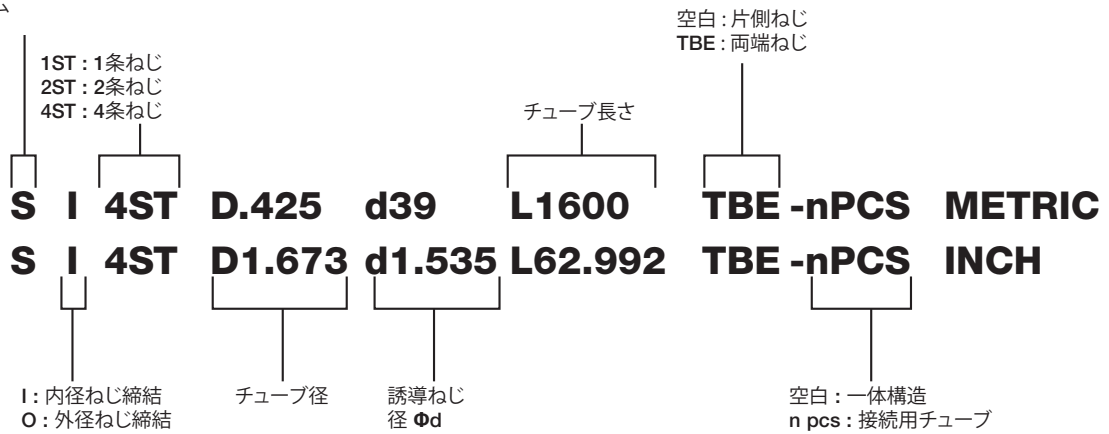 ム
空白 : 片側ねじ
TBE : 両端ねじ
1ST : 1条ねじ
2ST : 2条ねじ
4ST : 4条ねじ
チューブ長さ
S I 4ST D.425 d39 L1600 TBE -nPCS METRIC
S I 4ST D1.673 d1.535 L62.992 TBE -nPCS INCH
I : 内径ねじ締結
O : 外径ねじ締結
チューブ径
誘導ねじ
径 Φd
空白 : 一体構造
n pcs : 接続用チューブ